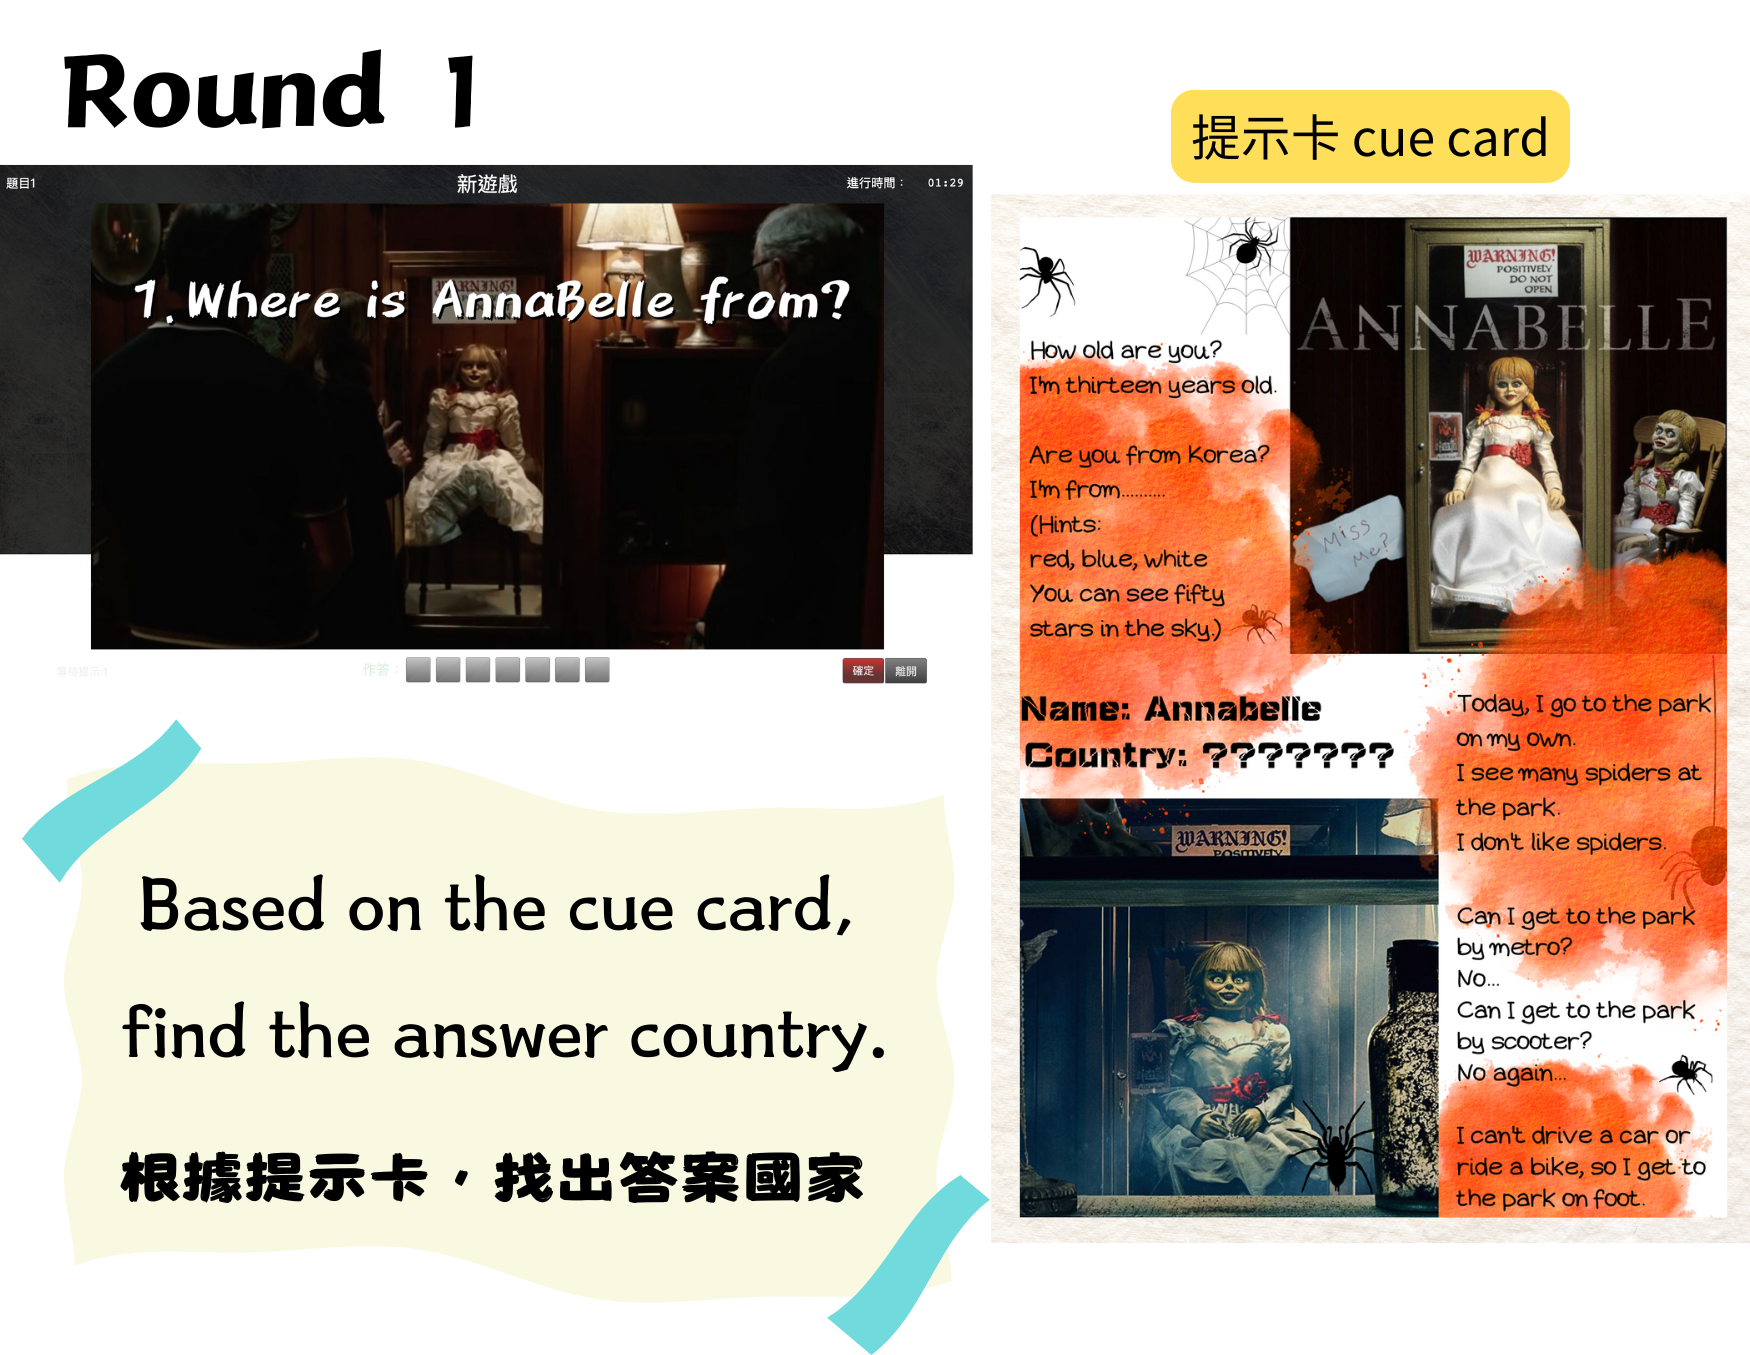 Round 1
題目1
新遊戲
進行時間：
01:29
WARNING!
1. Where is AnnaBelle from?
作答：
確定
離開
Based on the cue card,
find the answer country.
根據提示卡，找出答案國家
提示卡 cue card
WARNING!
POSITIVELY
DO NOT
OPEN
ANNABELLE
How old are you?
I'm thirteen years old.
Are you from Korea?
I'm from..........
(Hints:
red, blue, white
You can see fifty
stars in the sky.)
Miss
Me?
Name: Annabelle
Country: ???????
Today, I go to the park
on my own.
I see many spiders at
the park.
I don't like spiders.
WARNING!
POSITIVELY
Can I get to the park
by metro?
No...
Can I get to the park
by scooter?
No again...
I can't drive a car or
ride a bike, so I get to
the park on foot.